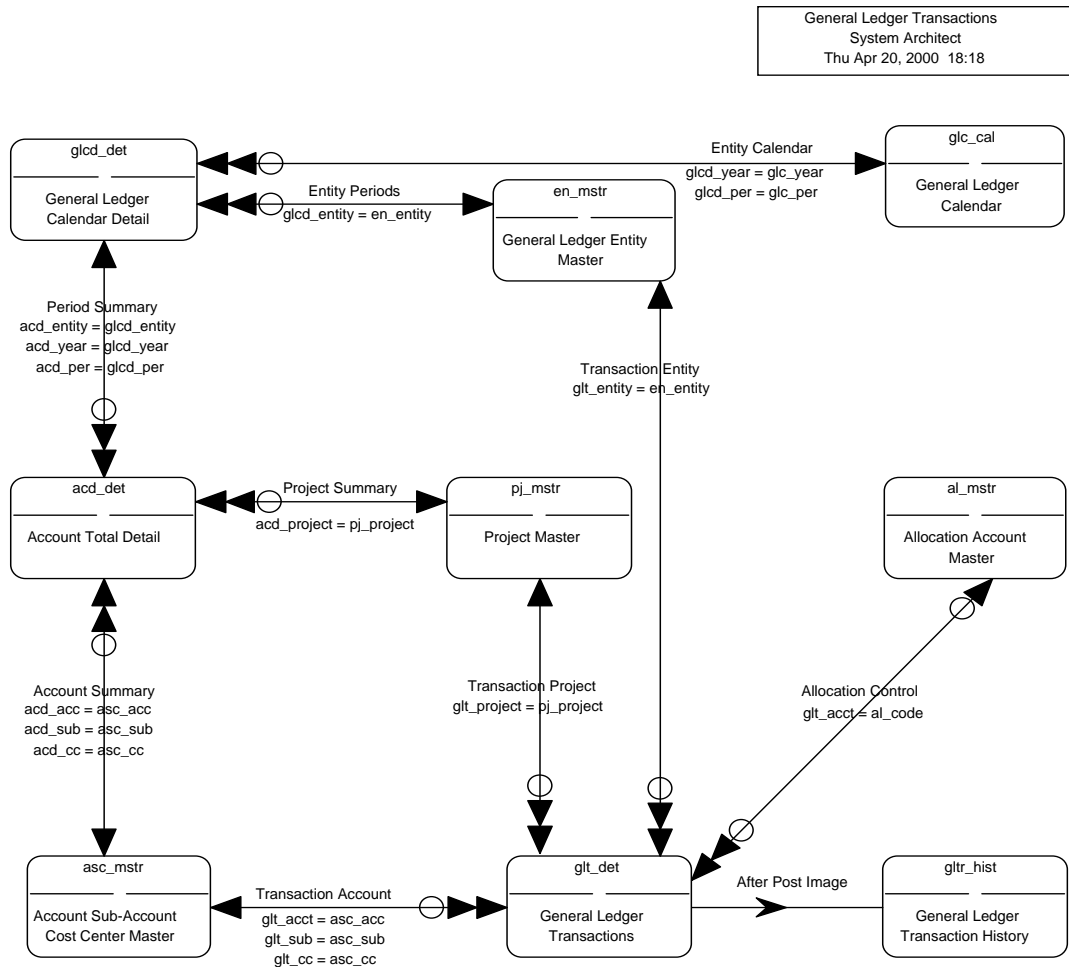 General Ledger Transactions
System Architect
Thu Apr 20, 2000 18:18
glcd_det
General Ledger
Calendar Detail
Entity Calendar
glcd_year = glc_year
glcd_per = glc_per
glc_cal
General Ledger
Calendar
Entity Periods
glcd_entity = en_entity
en_mstr
General Ledger Entity
Master
Period Summary
acd_entity = glcd_entity
acd_year = glcd_year
acd_per = glcd_per
Transaction Entity
glt_entity = en_entity
acd_det
Account Total Detail
Project Summary
acd_project = pj_project
pj_mstr
Project Master
al_mstr
Allocation Account
Master
Account Summary
acd_acc = asc_acc
acd_sub = asc_sub
acd_cc = asc_cc
Transaction Project
glt_project = pj_project
Allocation Control
glt_acct = al_code
asc_mstr
Account Sub-Account
Cost Center Master
Transaction Account
glt_acct = asc_acc
glt_sub = asc_sub
glt_cc = asc_cc
glt_det
General Ledger
Transactions
After Post Image
gltr_hist
General Ledger
Transaction History